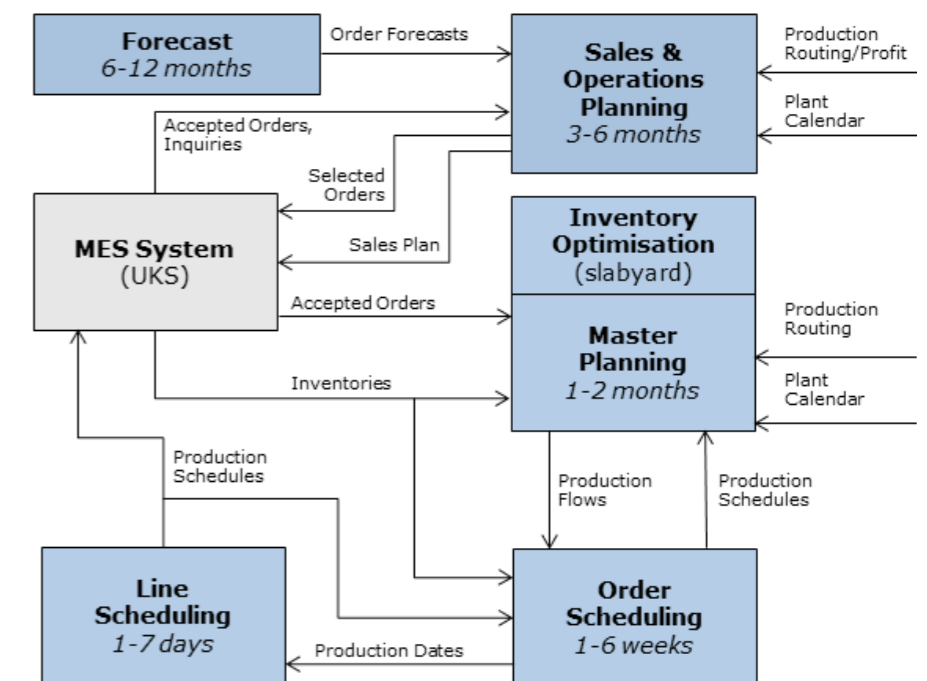 Forecast
6-12 months
Order Forecasts
Sales &
Operations
Planning
3-6 months
Production
Routing/Profit
Plant
Calendar
Accepted Orders,
Inquiries
Selected
Orders
Sales Plan
MES System
(UKS)
Accepted Orders
Inventories
Inventory
Optimisation
(slabyard)
Master
Planning
1-2 months
Production
Routing
Plant
Calendar
Production
Schedules
Production
Flows
Production
Schedules
Line
Scheduling
1-7 days
Production Dates
Order
Scheduling
1-6 weeks